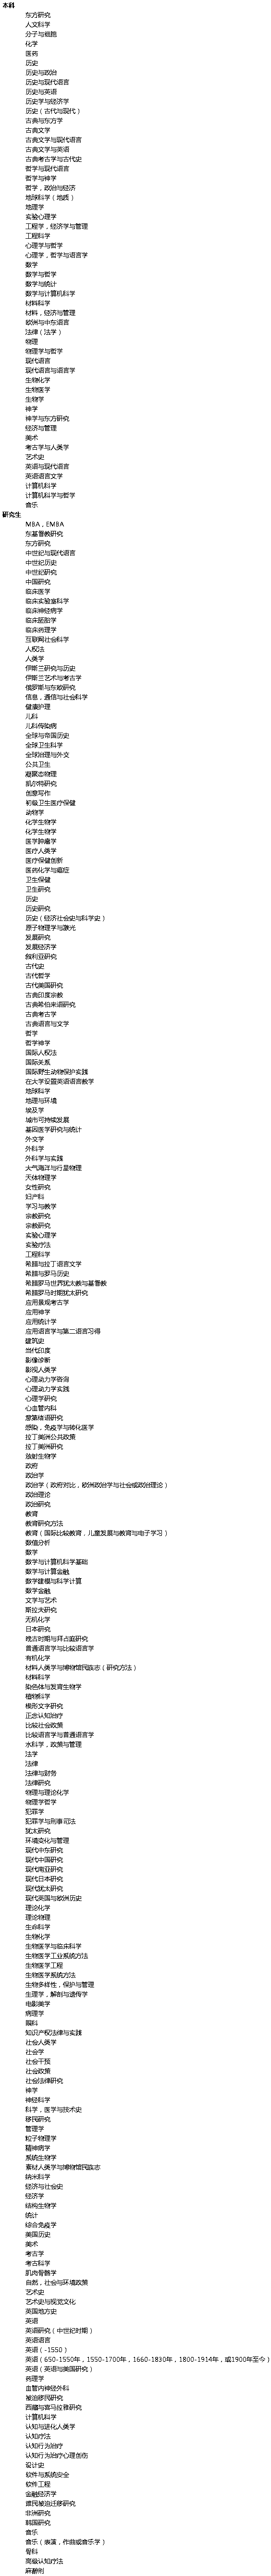 本科
东方研究
人文科学
分子与细胞
化学
医药
历史
历史与政治
历史与现代语言
历史与英语
历史学与经济学
历史（古代与现代）
古典与东方学
古典文学
古典文学与现代语言
古典文学与英语
古典考古学与古代史
哲学与现代语言
哲学与神学
哲学，政治与经济
地球科学（地质）
地理学
实验心理学
工程学，经济学与管理
工程科学
心理学与哲学
心理学，哲学与语言学
数学
数学与哲学
数学与统计
数学与计算机科学
材料科学
材料，经济与管理
欧洲与中东语言
法律（法学）
物理
物理学与哲学
现代语言
现代语言与语言学
生物化学
生物医学
生物学
神学
神学与东方研究
经济与管理
美术
考古学与人类学
艺术史
英语与现代语言
英语语言文学
计算机科学
计算机科学与哲学
音乐
研究生
MBA，EMBA
东基督教研究
东方研究
中世纪与现代语言
中世纪历史
中世纪研究
中国研究
临床医学
临床实验室科学
临床神经病学
临床胚胎学
临床药理学
互联网社会科学
人权法
人类学
伊斯兰研究与历史
伊斯兰艺术与考古学
俄罗斯与东欧研究
信息，通信与社会科学
健康护理
儿科
儿科传染病
全球与帝国历史
全球卫生科学
全球治理与外交
公共卫生
凝聚态物理
凯尔特研究
创意写作
初级卫生医疗保健
动物学
化学生物学
化学生物学
医学肿瘤学
医疗人类学
医疗保健创新
医药化学与癌症
卫生保健
卫生研究
历史
历史研究
历史（经济社会史与科学史）
原子物理学与激光
发展研究
发展经济学
叙利亚研究
古代史
古代哲学
古代美国研究
古典印度宗教
古典希伯来语研究
古典考古学
古典语言与文学
哲学
哲学神学
国际人权法
国际关系
国际野生动物保护实践
在大学设置英语语言教学
地球科学
地理与环境
埃及学
城市可持续发展
基因医学研究与统计
外交学
外科学
外科学与实践
大气海洋与行星物理
天体物理学
女性研究
妇产科
学习与教学
宗教研究
宗教研究
实验心理学
实验疗法
工程科学
希腊与拉丁语言文学
希腊与罗马历史
希腊罗马世界犹太教与基督教
希腊罗马时期犹太研究
应用景观考古学
应用神学
应用统计学
应用语言学与第二语言习得
建筑史
当代印度
影像诊断
影视人类学
心理动力学咨询
心理动力学实践
心理学研究
心血管内科
意第绪语研究
感染，免疫学与转化医学
拉丁美洲公共政策
拉丁美洲研究
放射生物学
政府
政治学
政治学（政府对比，欧洲政治学与社会或政治理论）
政治理论
政治研究
教育
教育研究方法
教育（国际比较教育，儿童发展与教育与电子学习）
数值分析
数学
数学与计算机科学基础
数学与计算金融
数学建模与科学计算
数学金融
文学与艺术
斯拉夫研究
无机化学
日本研究
晚古时期与拜占庭研究
普通语言学与比较语言学
有机化学
材料人类学与博物馆民族志（研究方法）
材料科学
染色体与发育生物学
植物科学
楔形文字研究
正念认知治疗
比较社会政策
比较语言学与普通语言学
水科学，政策与管理
法学
法律
法律与财务
法律研究
物理与理论化学
物理学哲学
犯罪学
犯罪学与刑事司法
犹太研究
环境变化与管理
现代中东研究
现代中国研究
现代南亚研究
现代日本研究
现代犹太研究
现代英国与欧洲历史
理论化学
理论物理
生命科学
生物化学
生物医学与临床科学
生物医学工业系统方法
生物医学工程
生物医学系统方法
生物多样性，保护与管理
生理学，解剖与遗传学
电影美学
病理学
眼科
知识产权法律与实践
社会人类学
社会学
社会干预
社会政策
社会法律研究
神学
神经科学
科学，医学与技术史
移民研究
管理学
粒子物理学
精神病学
系统生物学
素材人类学与博物馆民族志
纳米科学
经济与社会史
经济学
结构生物学
统计
综合免疫学
美国历史
美术
考古学
考古科学
肌肉骨骼学
自然，社会与环境政策
艺术史
艺术史与视觉文化
英国地方史
英语
英语研究（中世纪时期）
英语语言
英语（-1550）
英语（650-1550年，1550-1700年，1660-1830年，1800-1914年，或1900年至今）
英语（英语与美国研究）
药理学
血管内神经外科
被迫移民研究
西藏与喜马拉雅研究
计算机科学
认知与进化人类学
认知疗法
认知行为治疗
认知行为治疗心理创伤
设计史
软件与系统安全
软件工程
金融经济学
难民被迫迁移研究
非洲研究
韩国研究
音乐
音乐（表演，作曲或音乐学）
骨科
高级认知疗法
麻醉剂